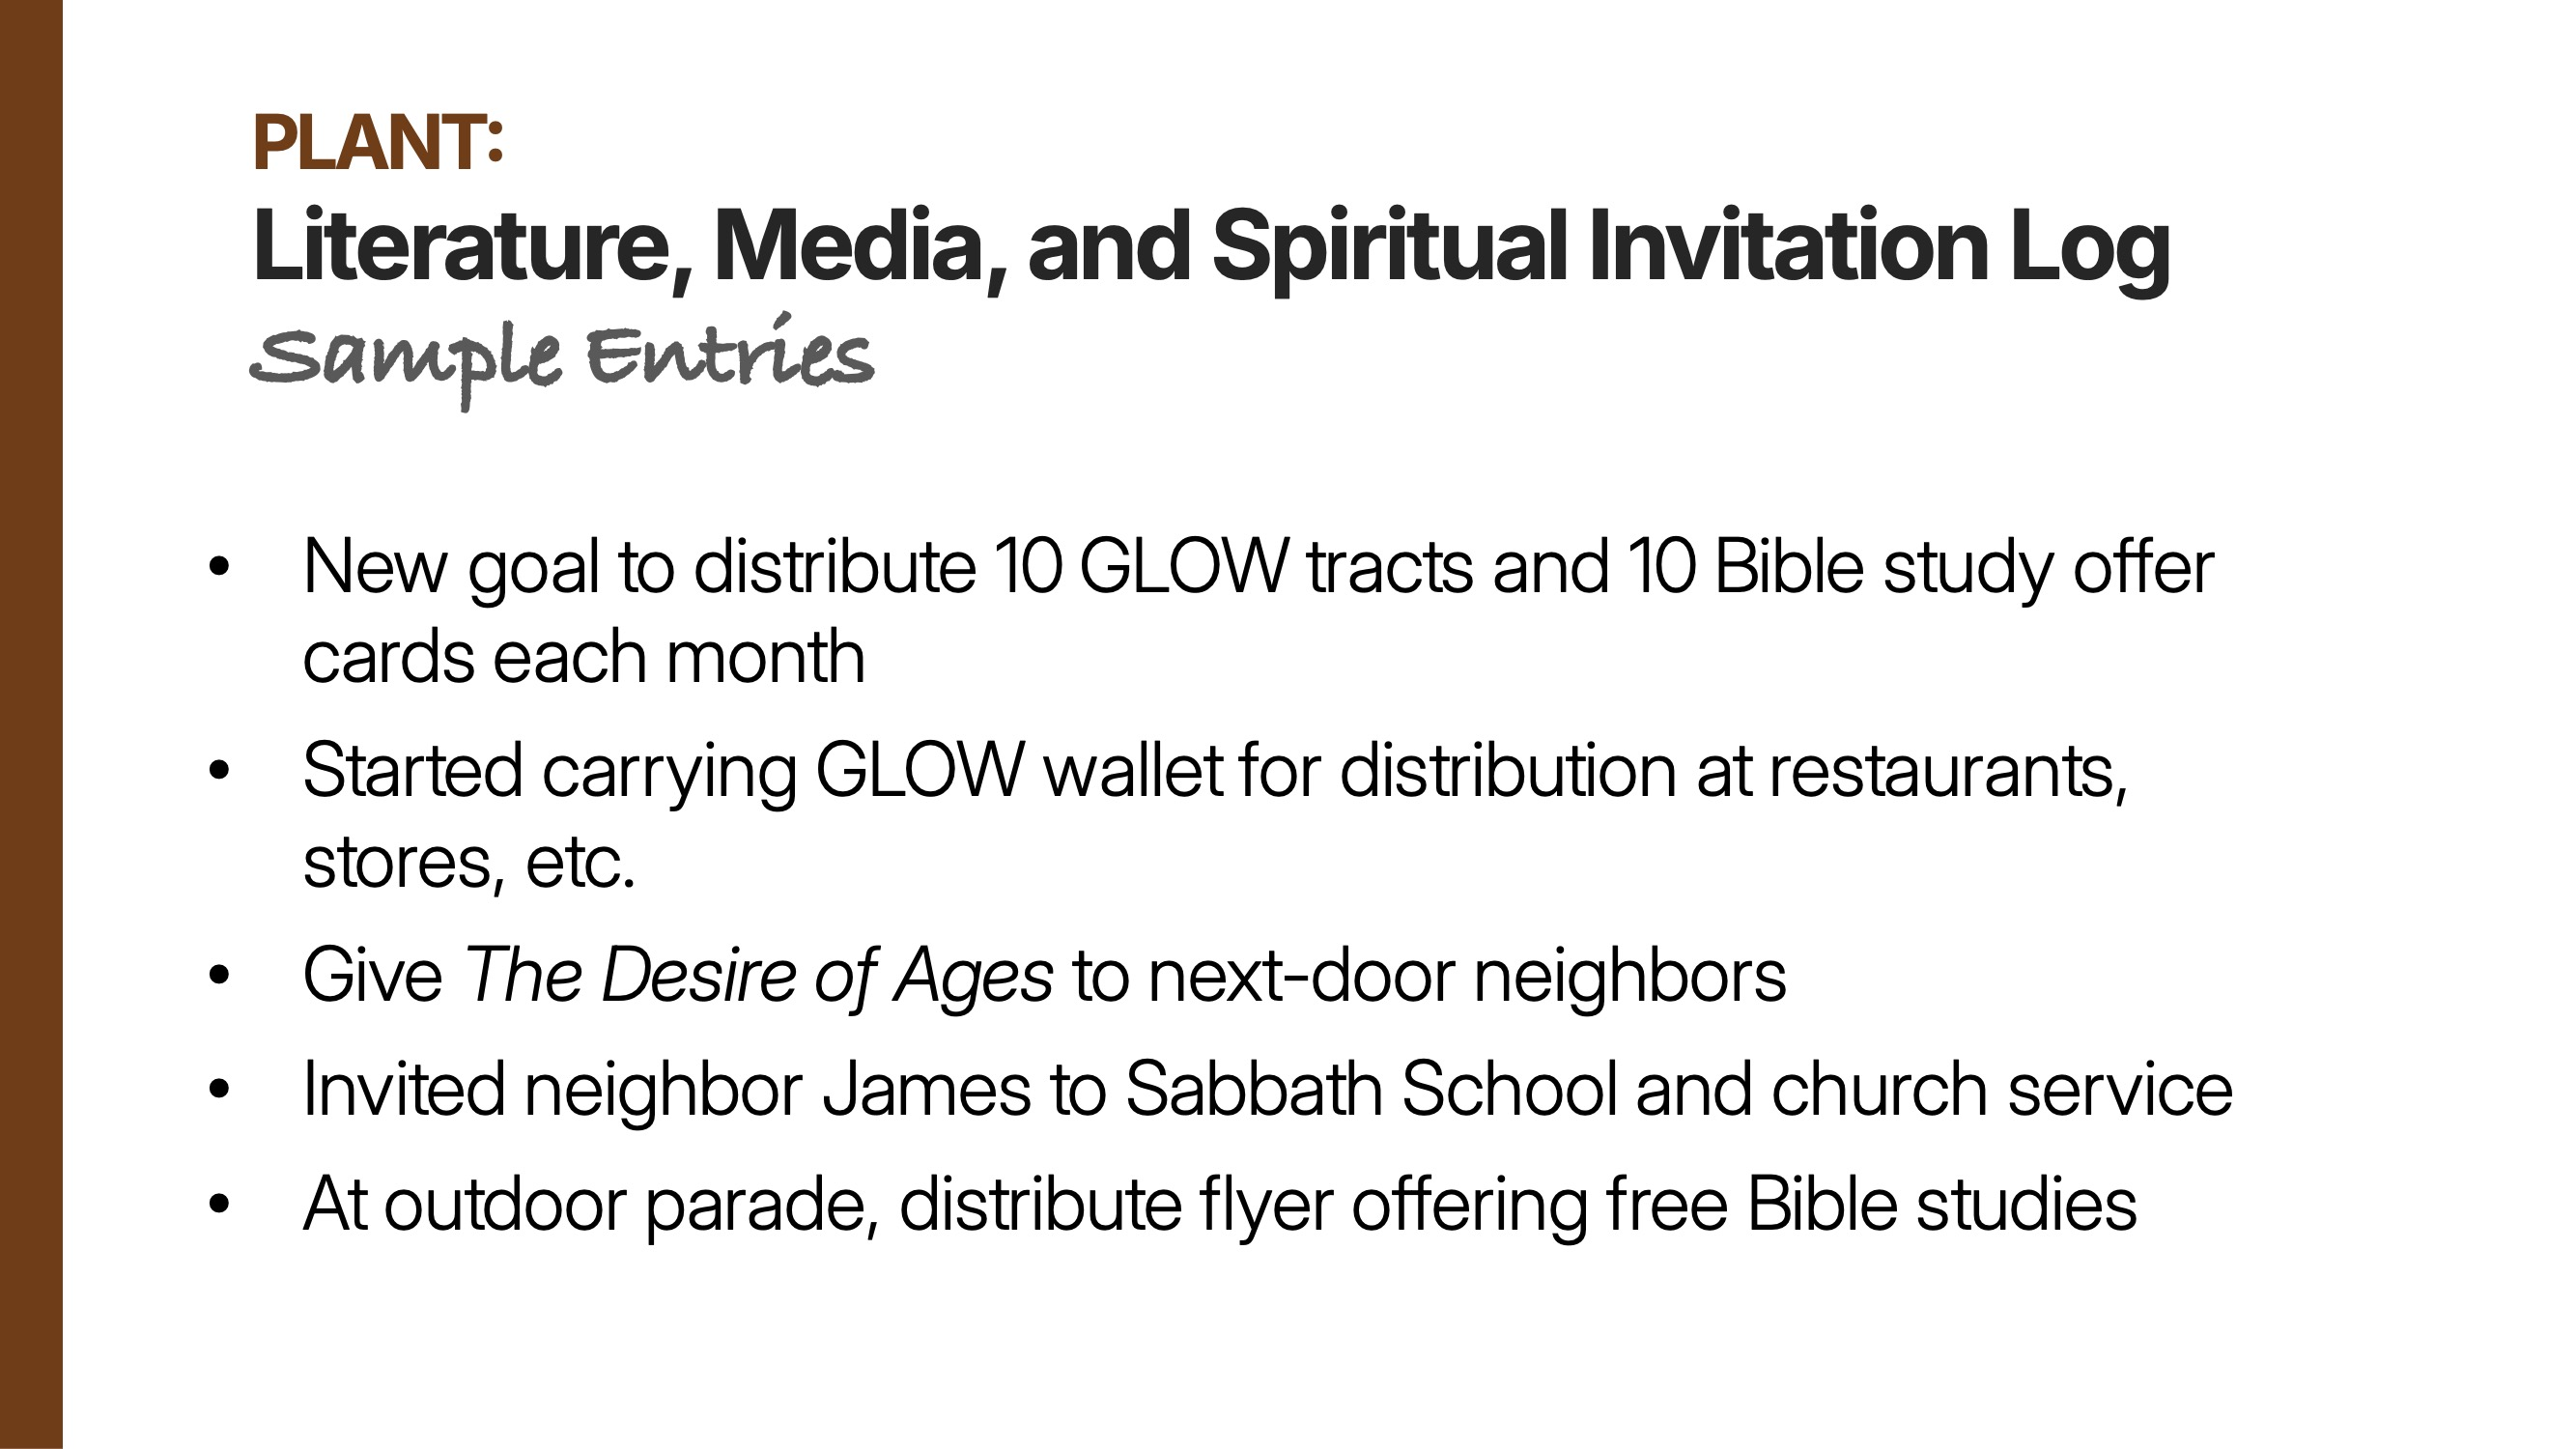 PLANT:
Literature, Media, and Spiritual Invitation Log
Sample Entries
• New goal to distribute 10 GLOW tracts and 10 Bible study offer
cards each month
• Started carrying GLOW wallet for distribution at restaurants,
stores, etc.
• Give The Desire of Ages to next-door neighbors
• Invited neighbor James to Sabbath School and church service
• At outdoor parade, distribute flyer offering free Bible studies